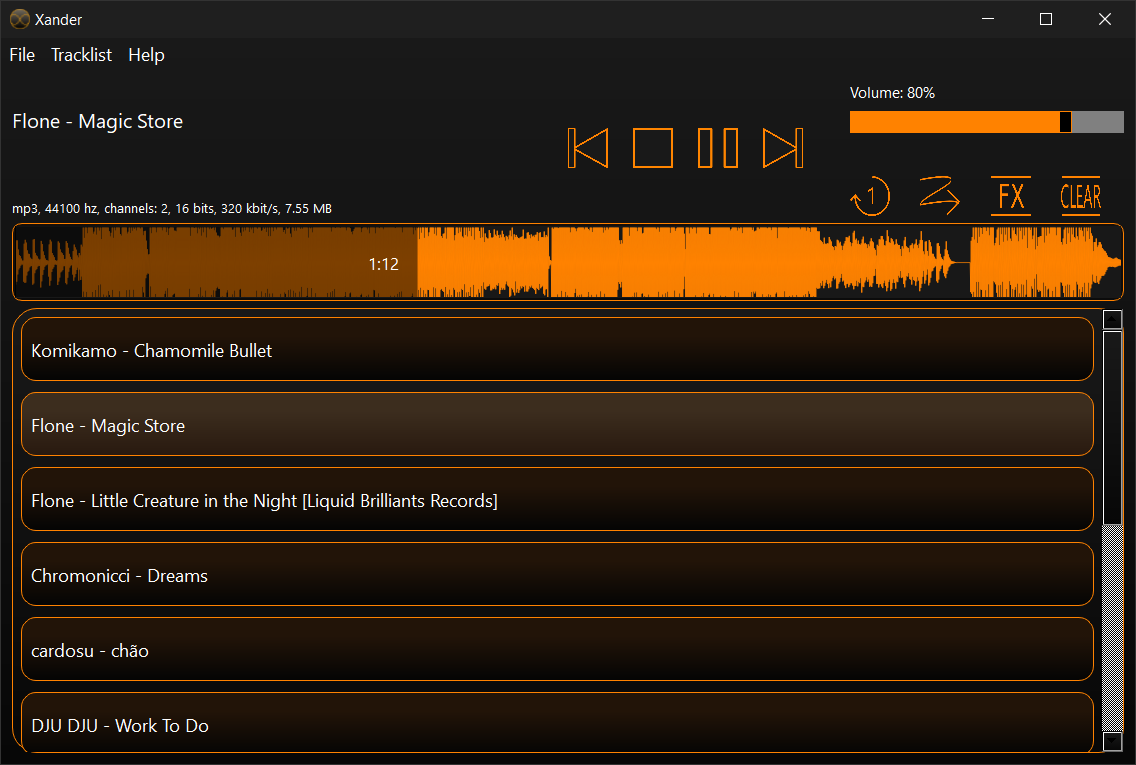 Xander
File Tracklist Help
Volume: 80%
Flone - Magic Store
1 FX CLEAR
mp3, 44100 hz, channels: 2, 16 bits, 320 kbit/s, 7.55 MB
1:12
Komikamo - Chamomile Bullet
Flone - Magic Store
Flone - Little Creature in the Night [Liquid Brilliants Records]
Chromonicci - Dreams
cardosu - chão
DJU DJU - Work To Do